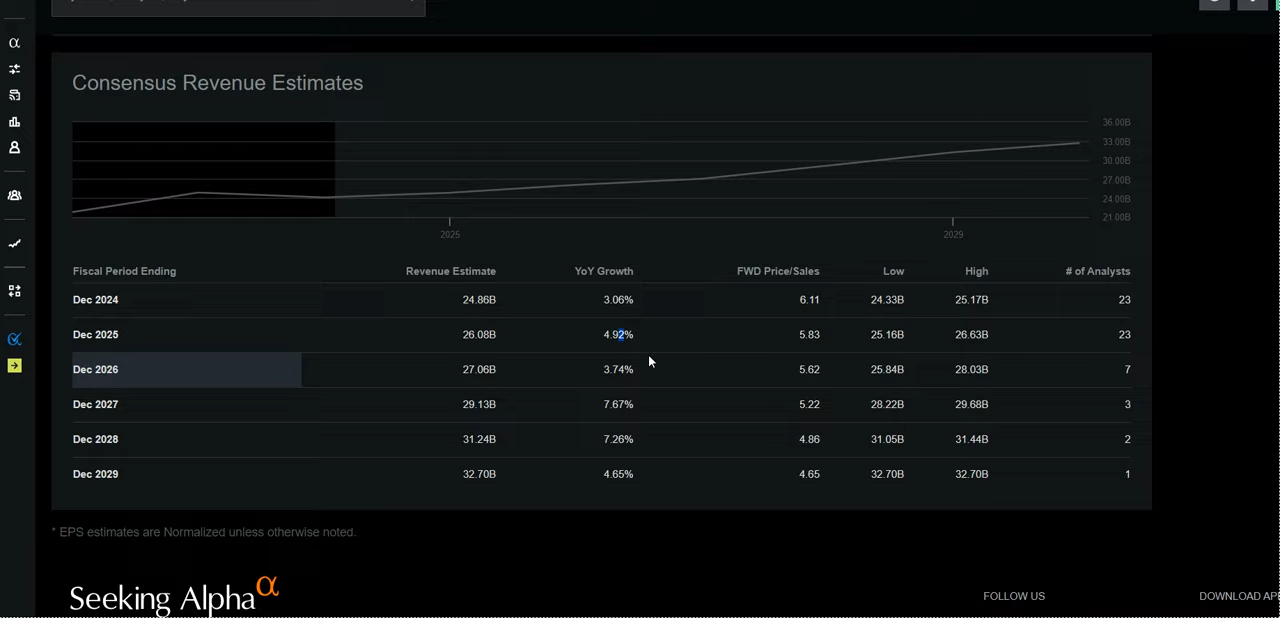 Consensus Revenue Estimates
36.00B
33.00B
30.00B
27.00B
24.00B
21.00B
2025 2029
Fiscal Period Ending Revenue Estimate YoY Growth FWD Price/Sales Low High # of Analysts
Dec 2024 24.86B 3.06% 6.11 24.33B 25.17B 23
Dec 2025 26.08B 4.92% 5.83 25.16B 26.63B 23
Dec 2026 27.06B 3.74% 5.62 25.84B 28.03B 7
Dec 2027 29.13B 7.67% 5.22 28.22B 29.68B 3
Dec 2028 31.24B 7.26% 4.86 31.05B 31.44B 2
Dec 2029 32.70B 4.65% 4.65 32.70B 32.70B 1
* EPS estimates are Normalized unless otherwise noted.
Seeking Alpha α
FOLLOW US DOWNLOAD